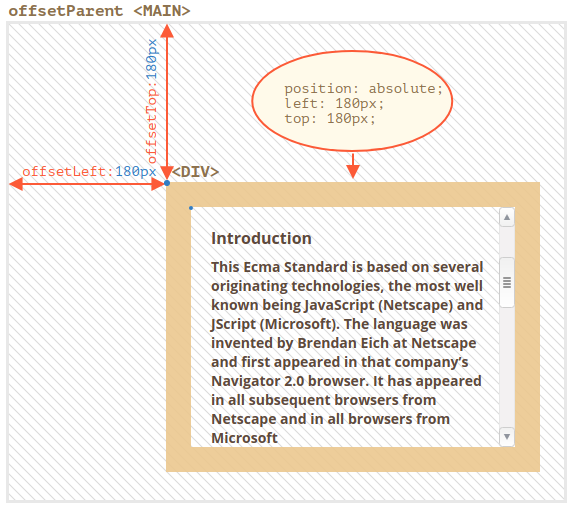 offsetParent <MAIN>
offsetTop:180px
position: absolute;
left: 180px;
top: 180px;
offsetLeft:180px
<DIV>
Introduction
This Ecma Standard is based on several
originating technologies, the most well
known being JavaScript (Netscape) and
JScript (Microsoft). The language was
invented by Brendan Eich at Netscape
and first appeared in that company’s
Navigator 2.0 browser. It has appeared
in all subsequent browsers from
Netscape and in all browsers from
Microsoft